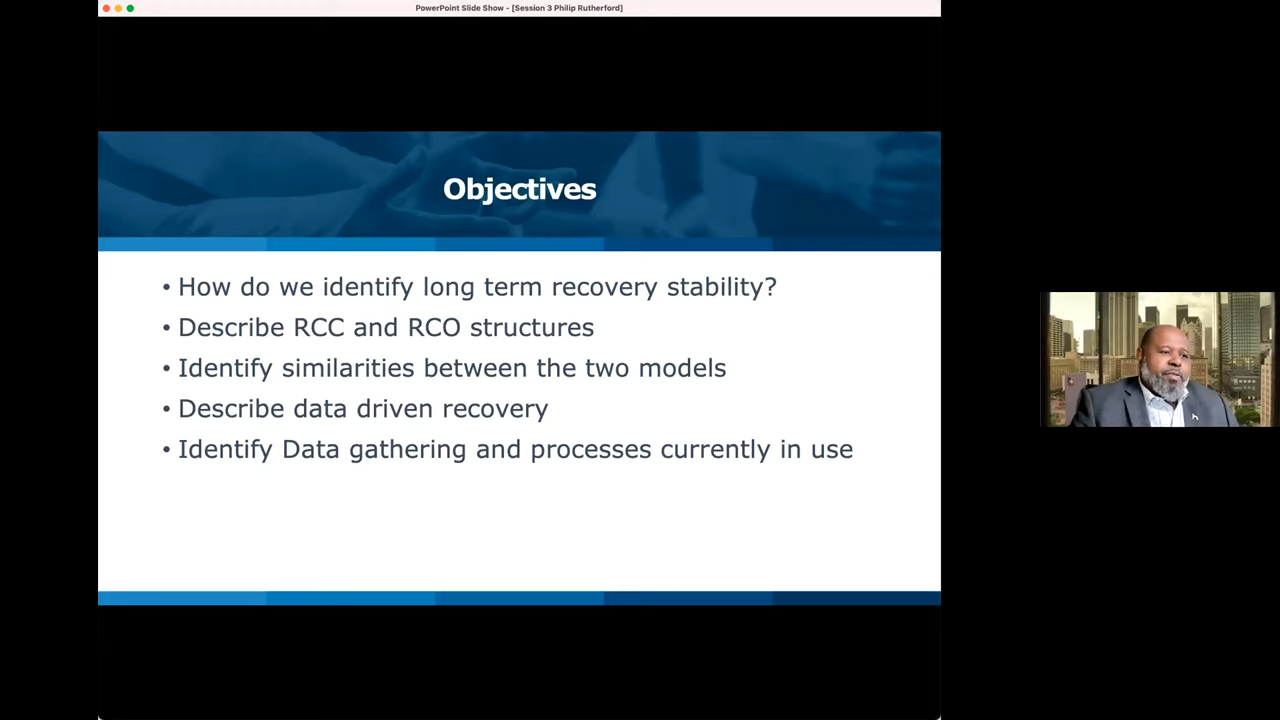 PowerPoint Slide Show - [Session 3 Philip Rutherford]
Objectives
• How do we identify long term recovery stability?
• Describe RCC and RCO structures
• Identify similarities between the two models
• Describe data driven recovery
• Identify Data gathering and processes currently in use